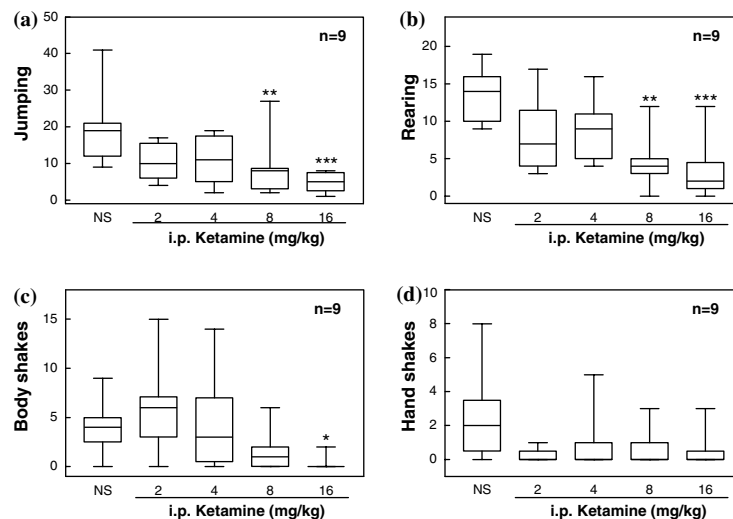 (a)
n=9
Jumping
50
40
30
20
10
0
**
***
NS 2 4 8 16
i.p. Ketamine (mg/kg)
(b)
n=9
Rearing
20
15
10
5
0
**
***
NS 2 4 8 16
i.p. Ketamine (mg/kg)
(c)
n=9
Body shakes
15
10
5
0
*
NS 2 4 8 16
i.p. Ketamine (mg/kg)
(d)
n=9
Hand shakes
10
8
6
4
2
0
NS 2 4 8 16
i.p. Ketamine (mg/kg)